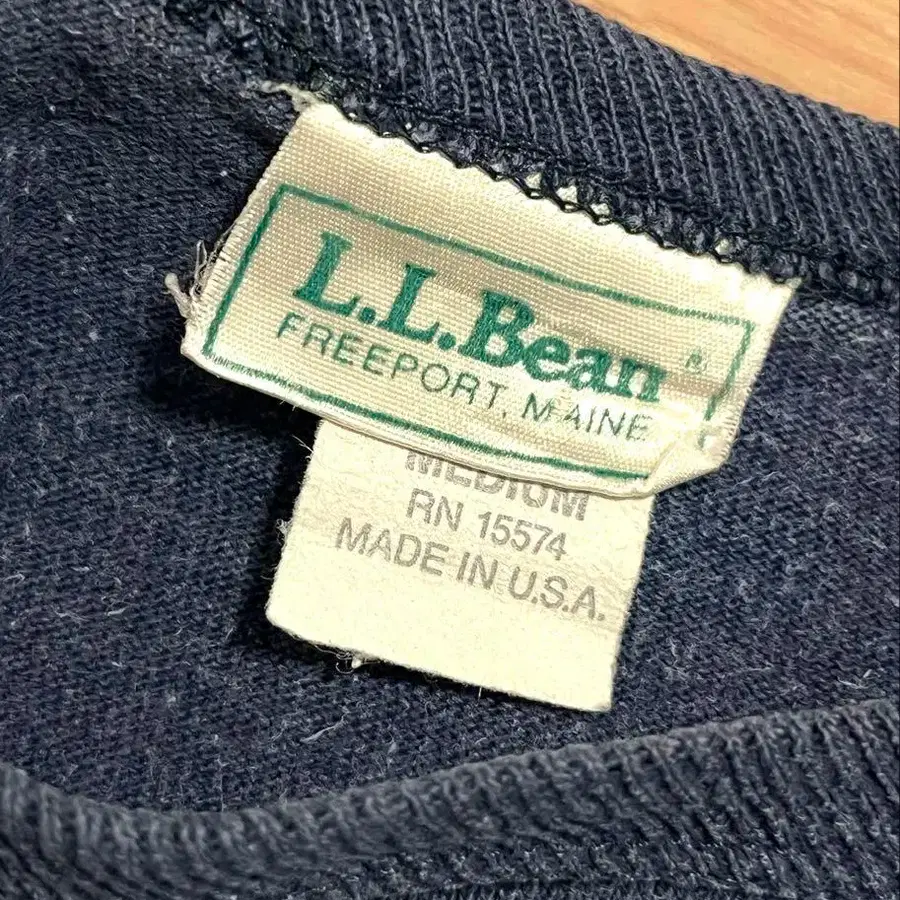 L.L.Bean ®
FREEPORT, MAINE
MEDIUM
RN 15574
MADE IN U.S.A.